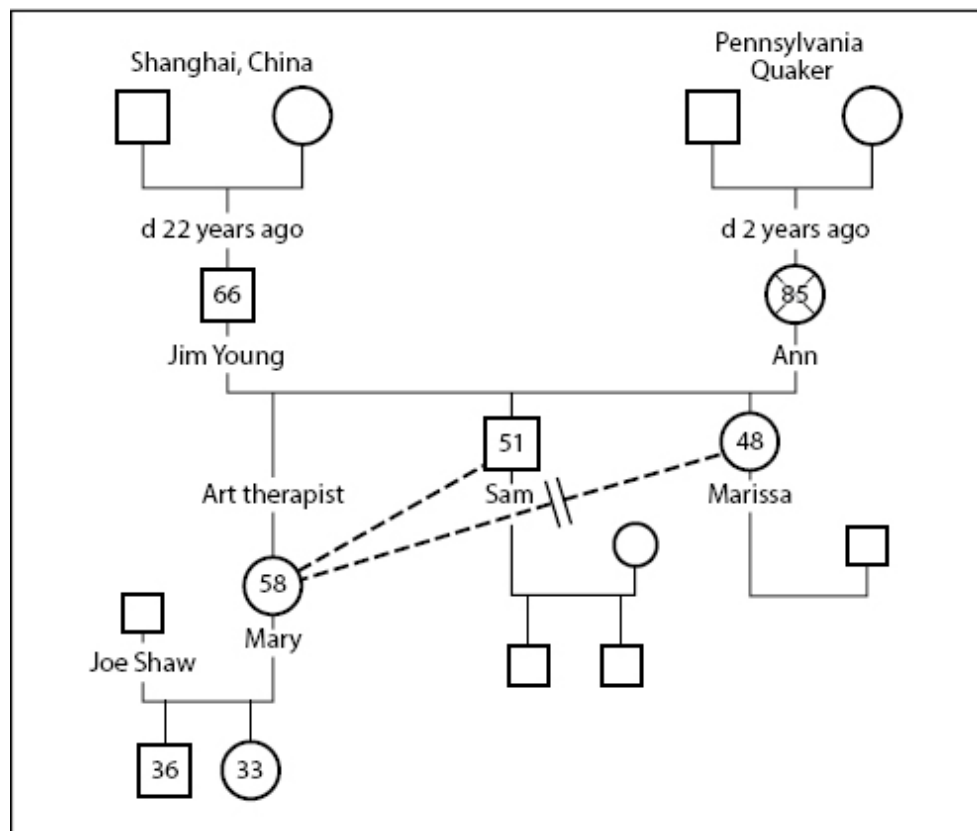 Shanghai, China
Pennsylvania
Quaker
d 22 years ago
d 2 years ago
66
85
Jim Young
Ann
51
48
Art therapist
Sam
Marissa
58
Mary
Joe Shaw
36
33